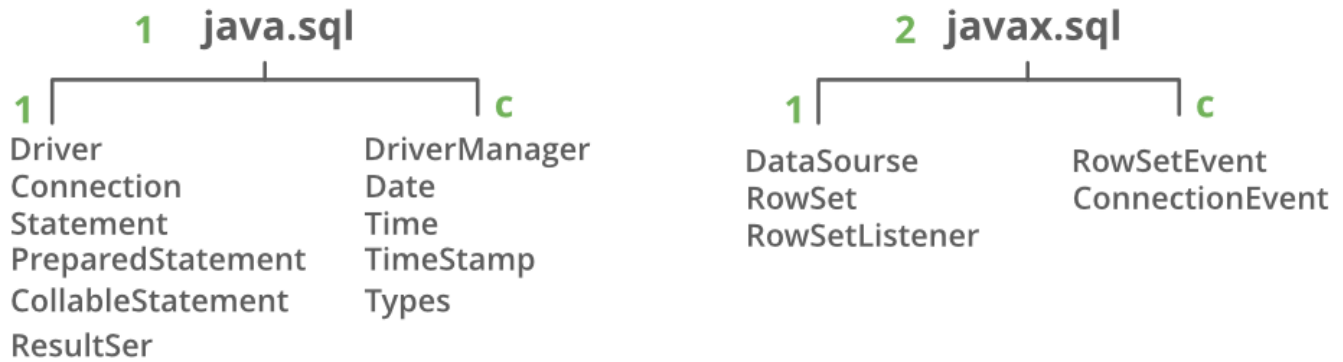 1 java.sql
1
Driver
Connection
Statement
PreparedStatement
CollableStatement
ResultSer
c
DriverManager
Date
Time
TimeStamp
Types
2 javax.sql
1
DataSourse
RowSet
RowSetListener
c
RowSetEvent
ConnectionEvent